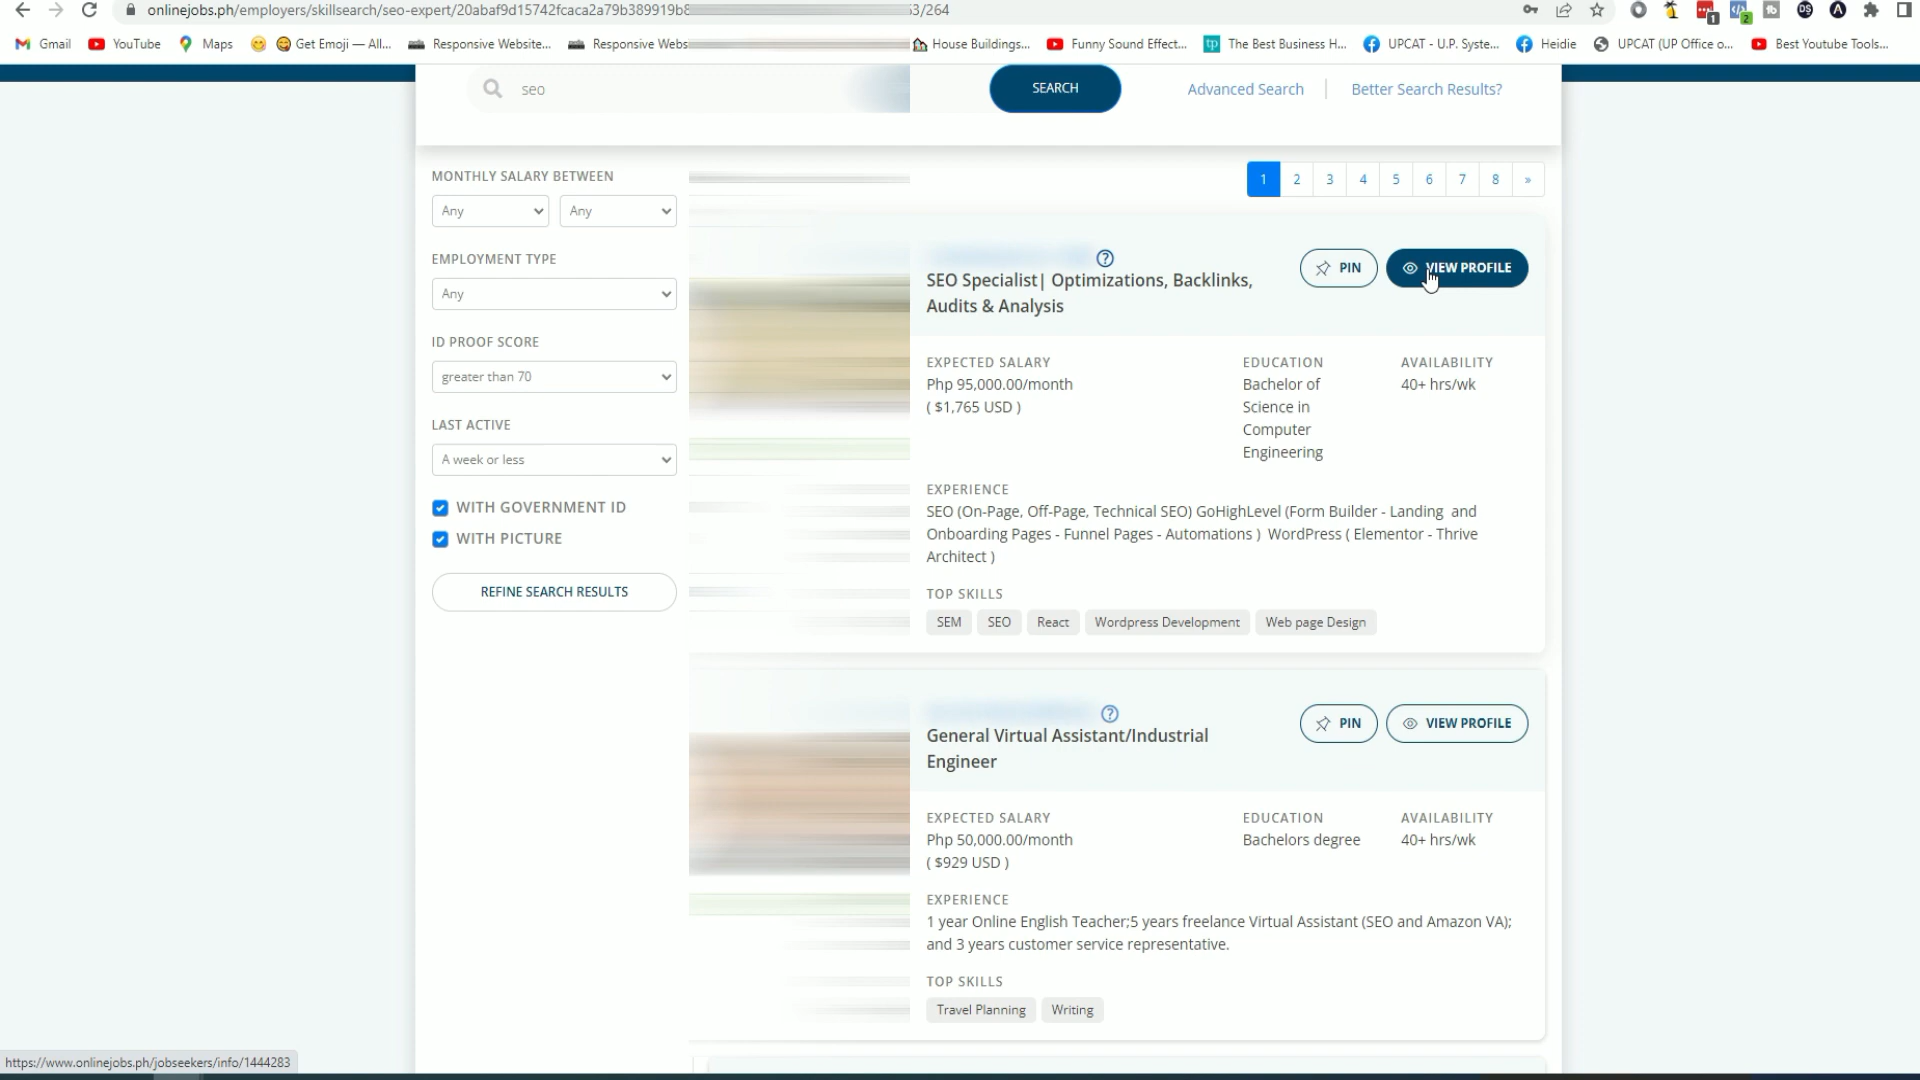 onlinejobs.ph/employers/skillsearch/seo-expert/20abaf9d15742fcaca2a79b389919b8 3/264
Gmail YouTube Maps Get Emoji — All... Responsive Website... Responsive Webs House Buildings... Funny Sound Effect... tp The Best Business H... UPCAT - U.P. Syste... Heidie UPCAT (UP Office o... Best Youtube Tools...
seo SEARCH Advanced Search Better Search Results?
MONTHLY SALARY BETWEEN
Any Any
EMPLOYMENT TYPE
Any
ID PROOF SCORE
greater than 70
LAST ACTIVE
A week or less
WITH GOVERNMENT ID
WITH PICTURE
REFINE SEARCH RESULTS
1 2 3 4 5 6 7 8 »
SEO Specialist| Optimizations, Backlinks,
Audits & Analysis
PIN VIEW PROFILE
EXPECTED SALARY
Php 95,000.00/month
( $1,765 USD )
EDUCATION
Bachelor of
Science in
Computer
Engineering
AVAILABILITY
40+ hrs/wk
EXPERIENCE
SEO (On-Page, Off-Page, Technical SEO) GoHighLevel (Form Builder - Landing and
Onboarding Pages - Funnel Pages - Automations ) WordPress ( Elementor - Thrive
Architect )
TOP SKILLS
SEM SEO React Wordpress Development Web page Design
General Virtual Assistant/Industrial
Engineer
PIN VIEW PROFILE
EXPECTED SALARY
Php 50,000.00/month
( $929 USD )
EDUCATION
Bachelors degree
AVAILABILITY
40+ hrs/wk
EXPERIENCE
1 year Online English Teacher;5 years freelance Virtual Assistant (SEO and Amazon VA);
and 3 years customer service representative.
TOP SKILLS
Travel Planning Writing
https://www.onlinejobs.ph/jobseekers/info/1444283